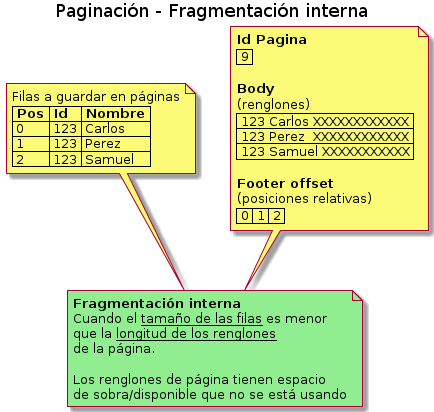 Paginación - Fragmentación interna
Filas a guardar en páginas
Pos Id Nombre
0 123 Carlos
1 123 Perez
2 123 Samuel
Id Pagina
9
Body
(renglones)
123 Carlos XXXXXXXXXXXX
123 Perez XXXXXXXXXXXX
123 Samuel XXXXXXXXXXX
Footer offset
(posiciones relativas)
0 1 2
Fragmentación interna
Cuando el tamaño de las filas es menor
que la longitud de los renglones
de la página.
Los renglones de página tienen espacio
de sobra/disponible que no se está usando